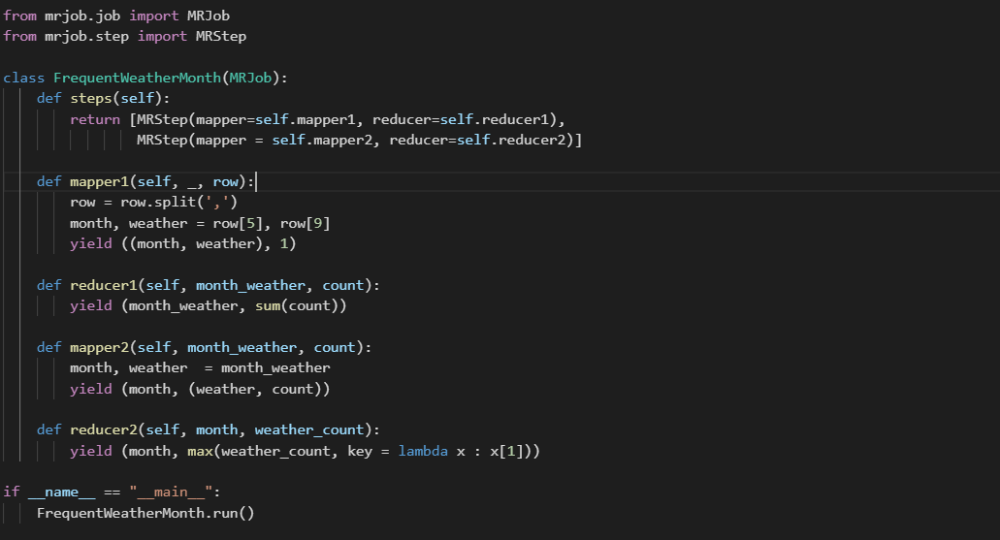 from mrjob.job import MRJob
from mrjob.step import MRStep
class FrequentWeatherMonth(MRJob):
    def steps(self):
        return [MRStep(mapper=self.mapper1, reducer=self.reducer1),
                MRStep(mapper = self.mapper2, reducer=self.reducer2)]
    def mapper1(self, _, row):
        row = row.split(',')
        month, weather = row[5], row[9]
        yield ((month, weather), 1)
    def reducer1(self, month_weather, count):
        yield (month_weather, sum(count))
    def mapper2(self, month_weather, count):
        month, weather  = month_weather
        yield (month, (weather, count))
    def reducer2(self, month, weather_count):
        yield (month, max(weather_count, key = lambda x : x[1]))
if __name__ == "__main__":
    FrequentWeatherMonth.run()